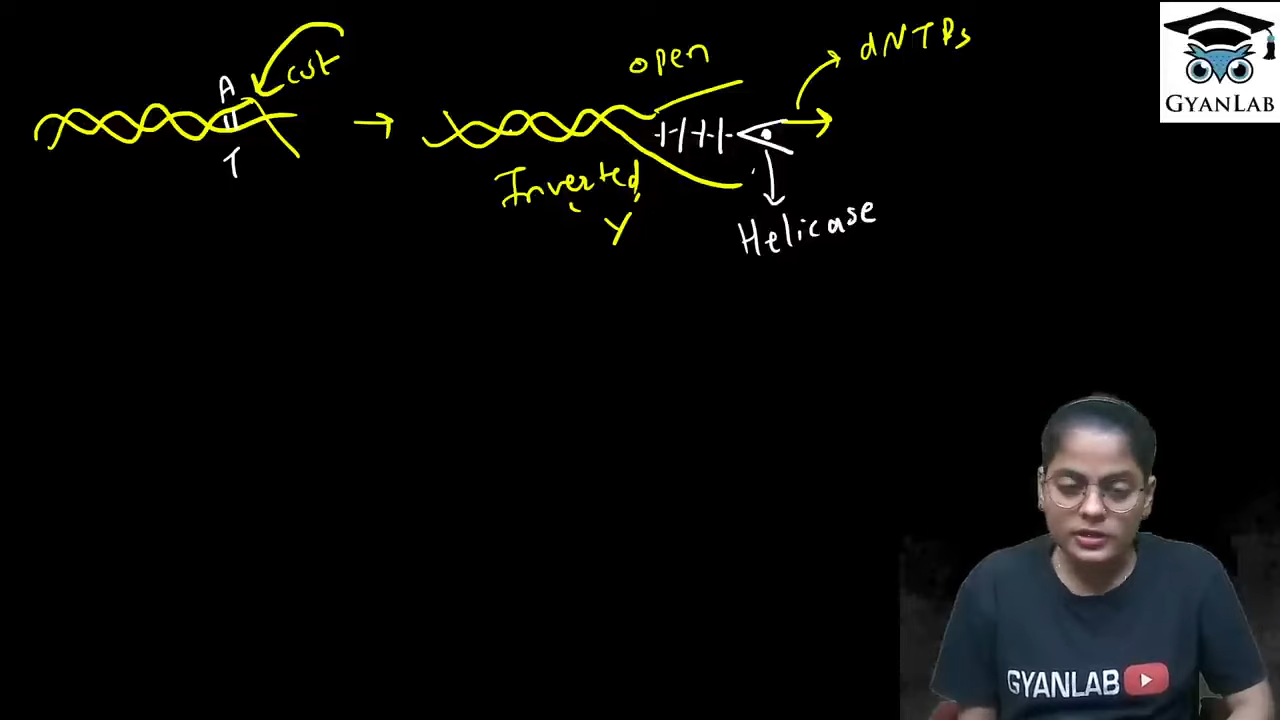 A
cut
T
open
dNTPs
Inverted
Y
Helicase
GYANLAB
GYANLAB